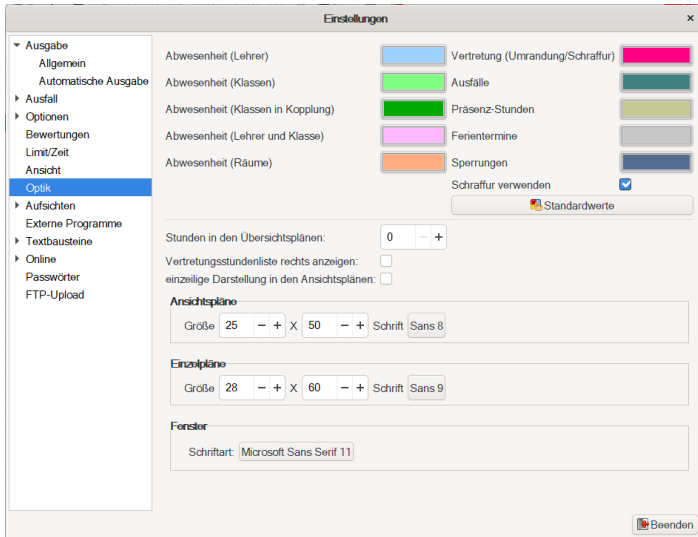 Einstellungen
×
Ausgabe
Allgemein
Automatische Ausgabe
Ausfall
Optionen
Bewertungen
Limit/Zeit
Ansicht
Optik
Aufsichten
Externe Programme
Textbausteine
Online
Passwörter
FTP-Upload
Abwesenheit (Lehrer)
Vertretung (Umrandung/Schraffur)
Abwesenheit (Klassen)
Ausfälle
Abwesenheit (Klassen in Kopplung)
Präsenz-Stunden
Abwesenheit (Lehrer und Klasse)
Ferientermine
Abwesenheit (Räume)
Sperrungen
Schraffur verwenden
Standardwerte
Stunden in den Übersichtsplänen: 0 − +
Vertretungsstundenliste rechts anzeigen:
einzeilige Darstellung in den Ansichtsplänen:
Ansichtspläne
Größe 25 − + X 50 − + Schrift Sans 8
Einzelpläne
Größe 28 − + X 60 − + Schrift Sans 9
Fenster
Schriftart: Microsoft Sans Serif 11
Beenden